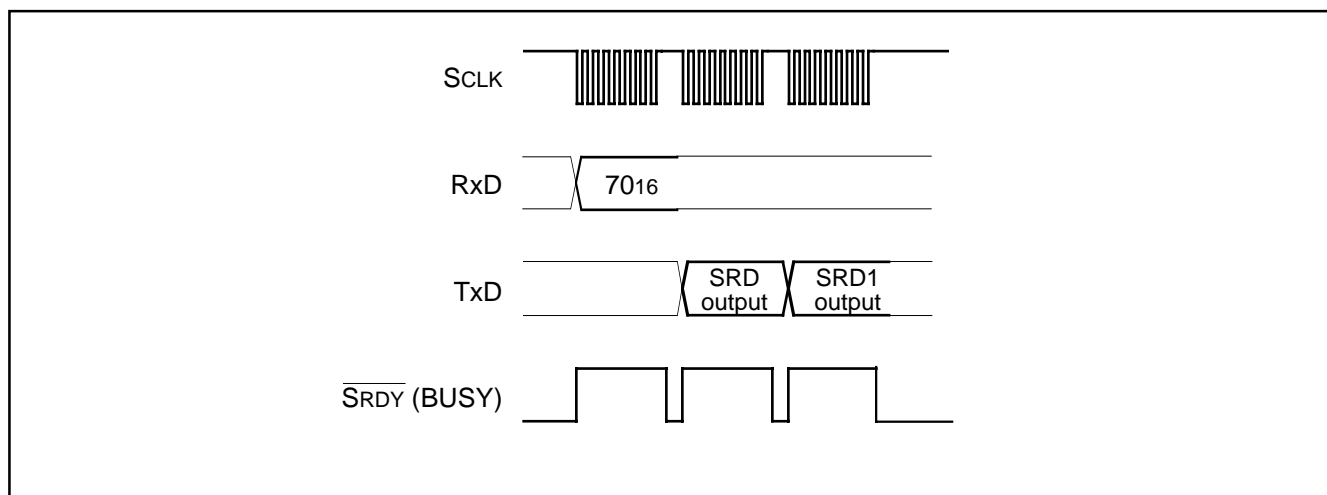 SCLK
RxD
7016
TxD
SRD
output
SRD1
output
SRDY (BUSY)